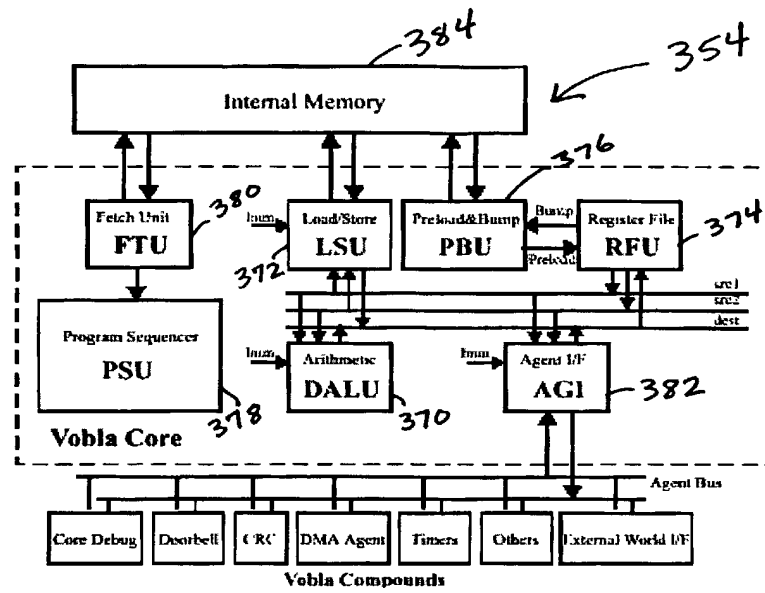 384
354
Internal Memory
376
Fetch Unit
FTU
380
Imm.
Load/Store
LSU
372
Preload&Bump
PBU
Bump
Preload
Register File
RFU
374
src1
src2
dest
Program Sequencer
PSU
378
Imm.
Arithmetic
DALU
370
Imm.
Agent I/F
AGI
382
Vobla Core
Agent Bus
Core Debug
Doorbell
CRC
DMA Agent
Timers
Others
External World I/F
Vobla Compounds